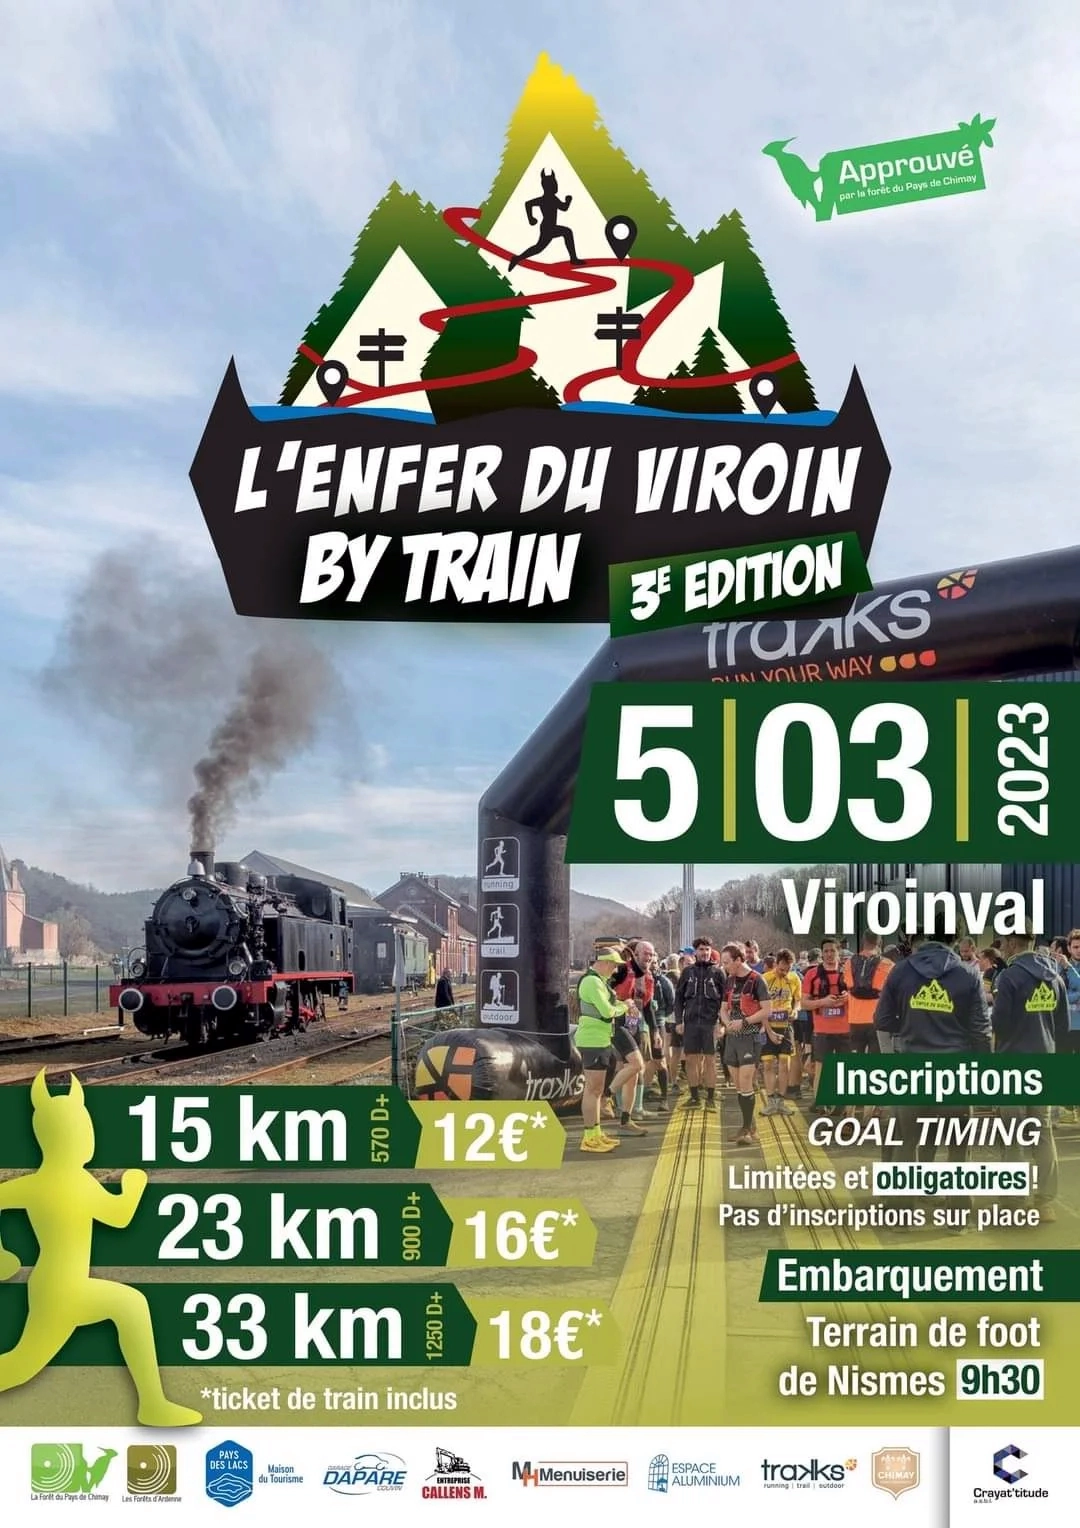 Approuvé
par la forêt du Pays de Chimay
L'ENFER DU VIROIN
BY TRAIN
3E EDITION
trakks
RUN YOUR WAY
5|03|2023
Viroinval
running
trail
outdoor
trakks
Inscriptions
GOAL TIMING
Limitées et obligatoires!
Pas d'inscriptions sur place
15 km 570 D+ 12€*
23 km 900 D+ 16€*
33 km 1250 D+ 18€*
*ticket de train inclus
Embarquement
Terrain de foot
de Nismes 9h30
La Forêt du Pays de Chimay
Les Forêts d'Ardenne
PAYS
DES LACS
Maison
du Tourisme
GARAGE
DAPARE
COUVIN
ENTREPRISE
CALLENS M.
MH Menuiserie
ESPACE
ALUMINIUM
trakks
running | trail | outdoor
CHIMAY
Crayat'titude
a.s.b.l.